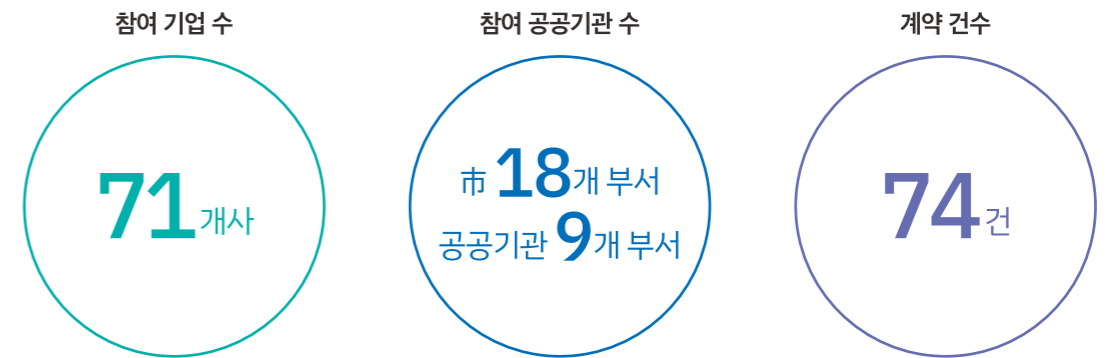 참여 기업 수
71개사
참여 공공기관 수
市 18개 부서
공공기관 9개 부서
계약 건수
74건